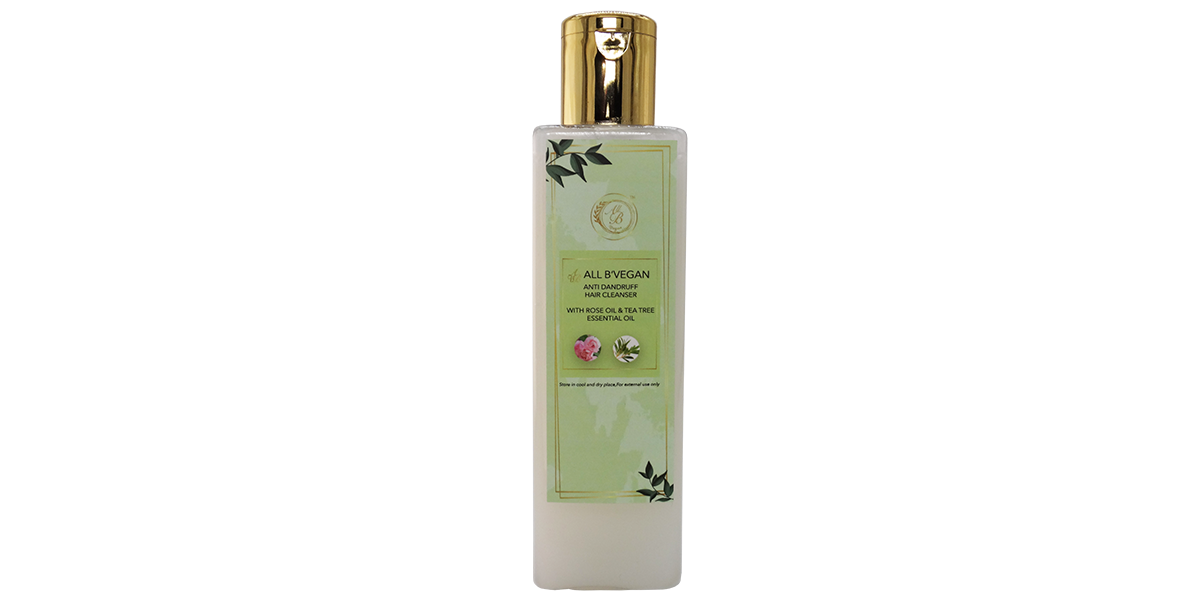 ALL B'VEGAN
ANTI DANDRUFF
HAIR CLEANSER
WITH ROSE OIL & TEA TREE
ESSENTIAL OIL
Store in cool and dry place,For external use only